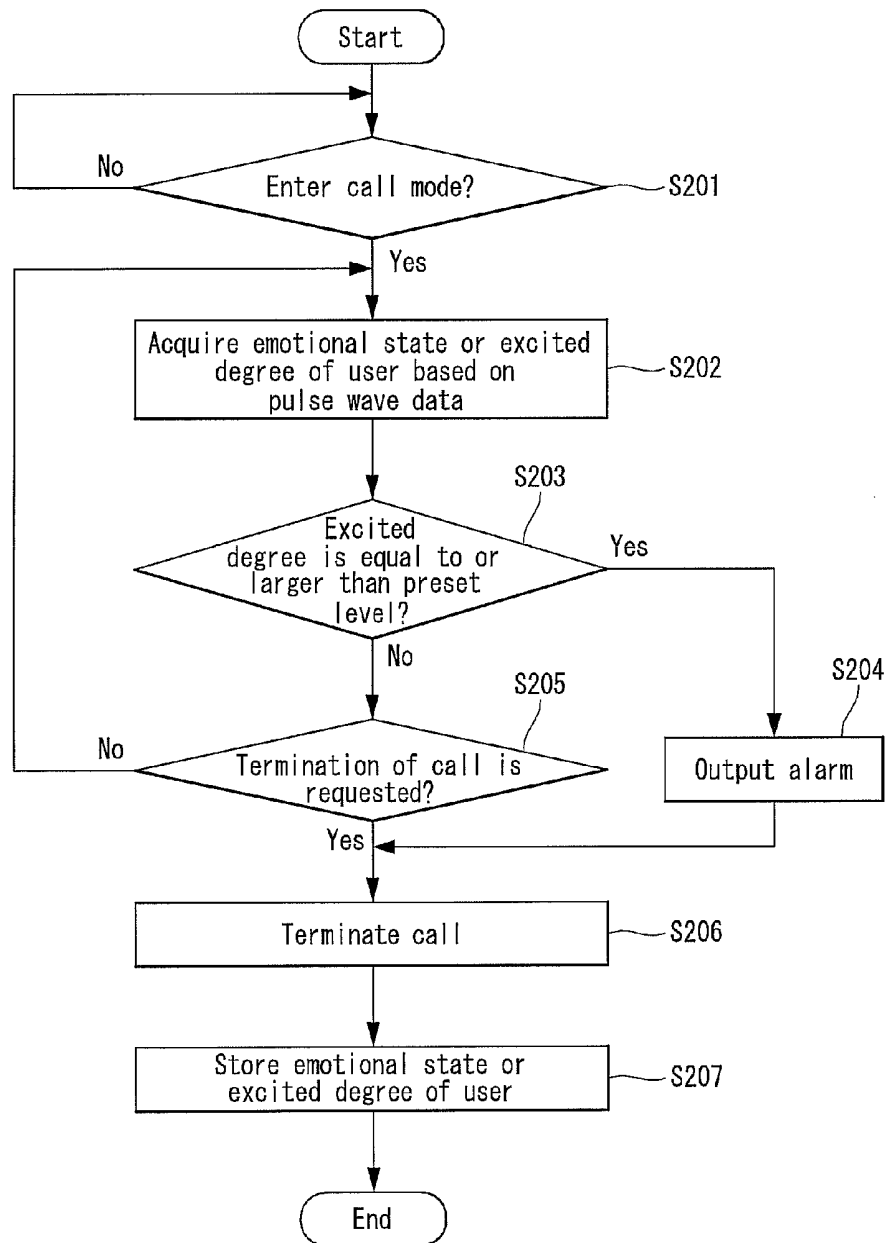 Start
No
Enter call mode?
S201
Yes
Acquire emotional state or excited
degree of user based on
pulse wave data
S202
S203
Excited
degree is equal to or
larger than preset
level?
Yes
No
S205
S204
No
Termination of call is
requested?
Output alarm
Yes
Terminate call
S206
Store emotional state or
excited degree of user
S207
End